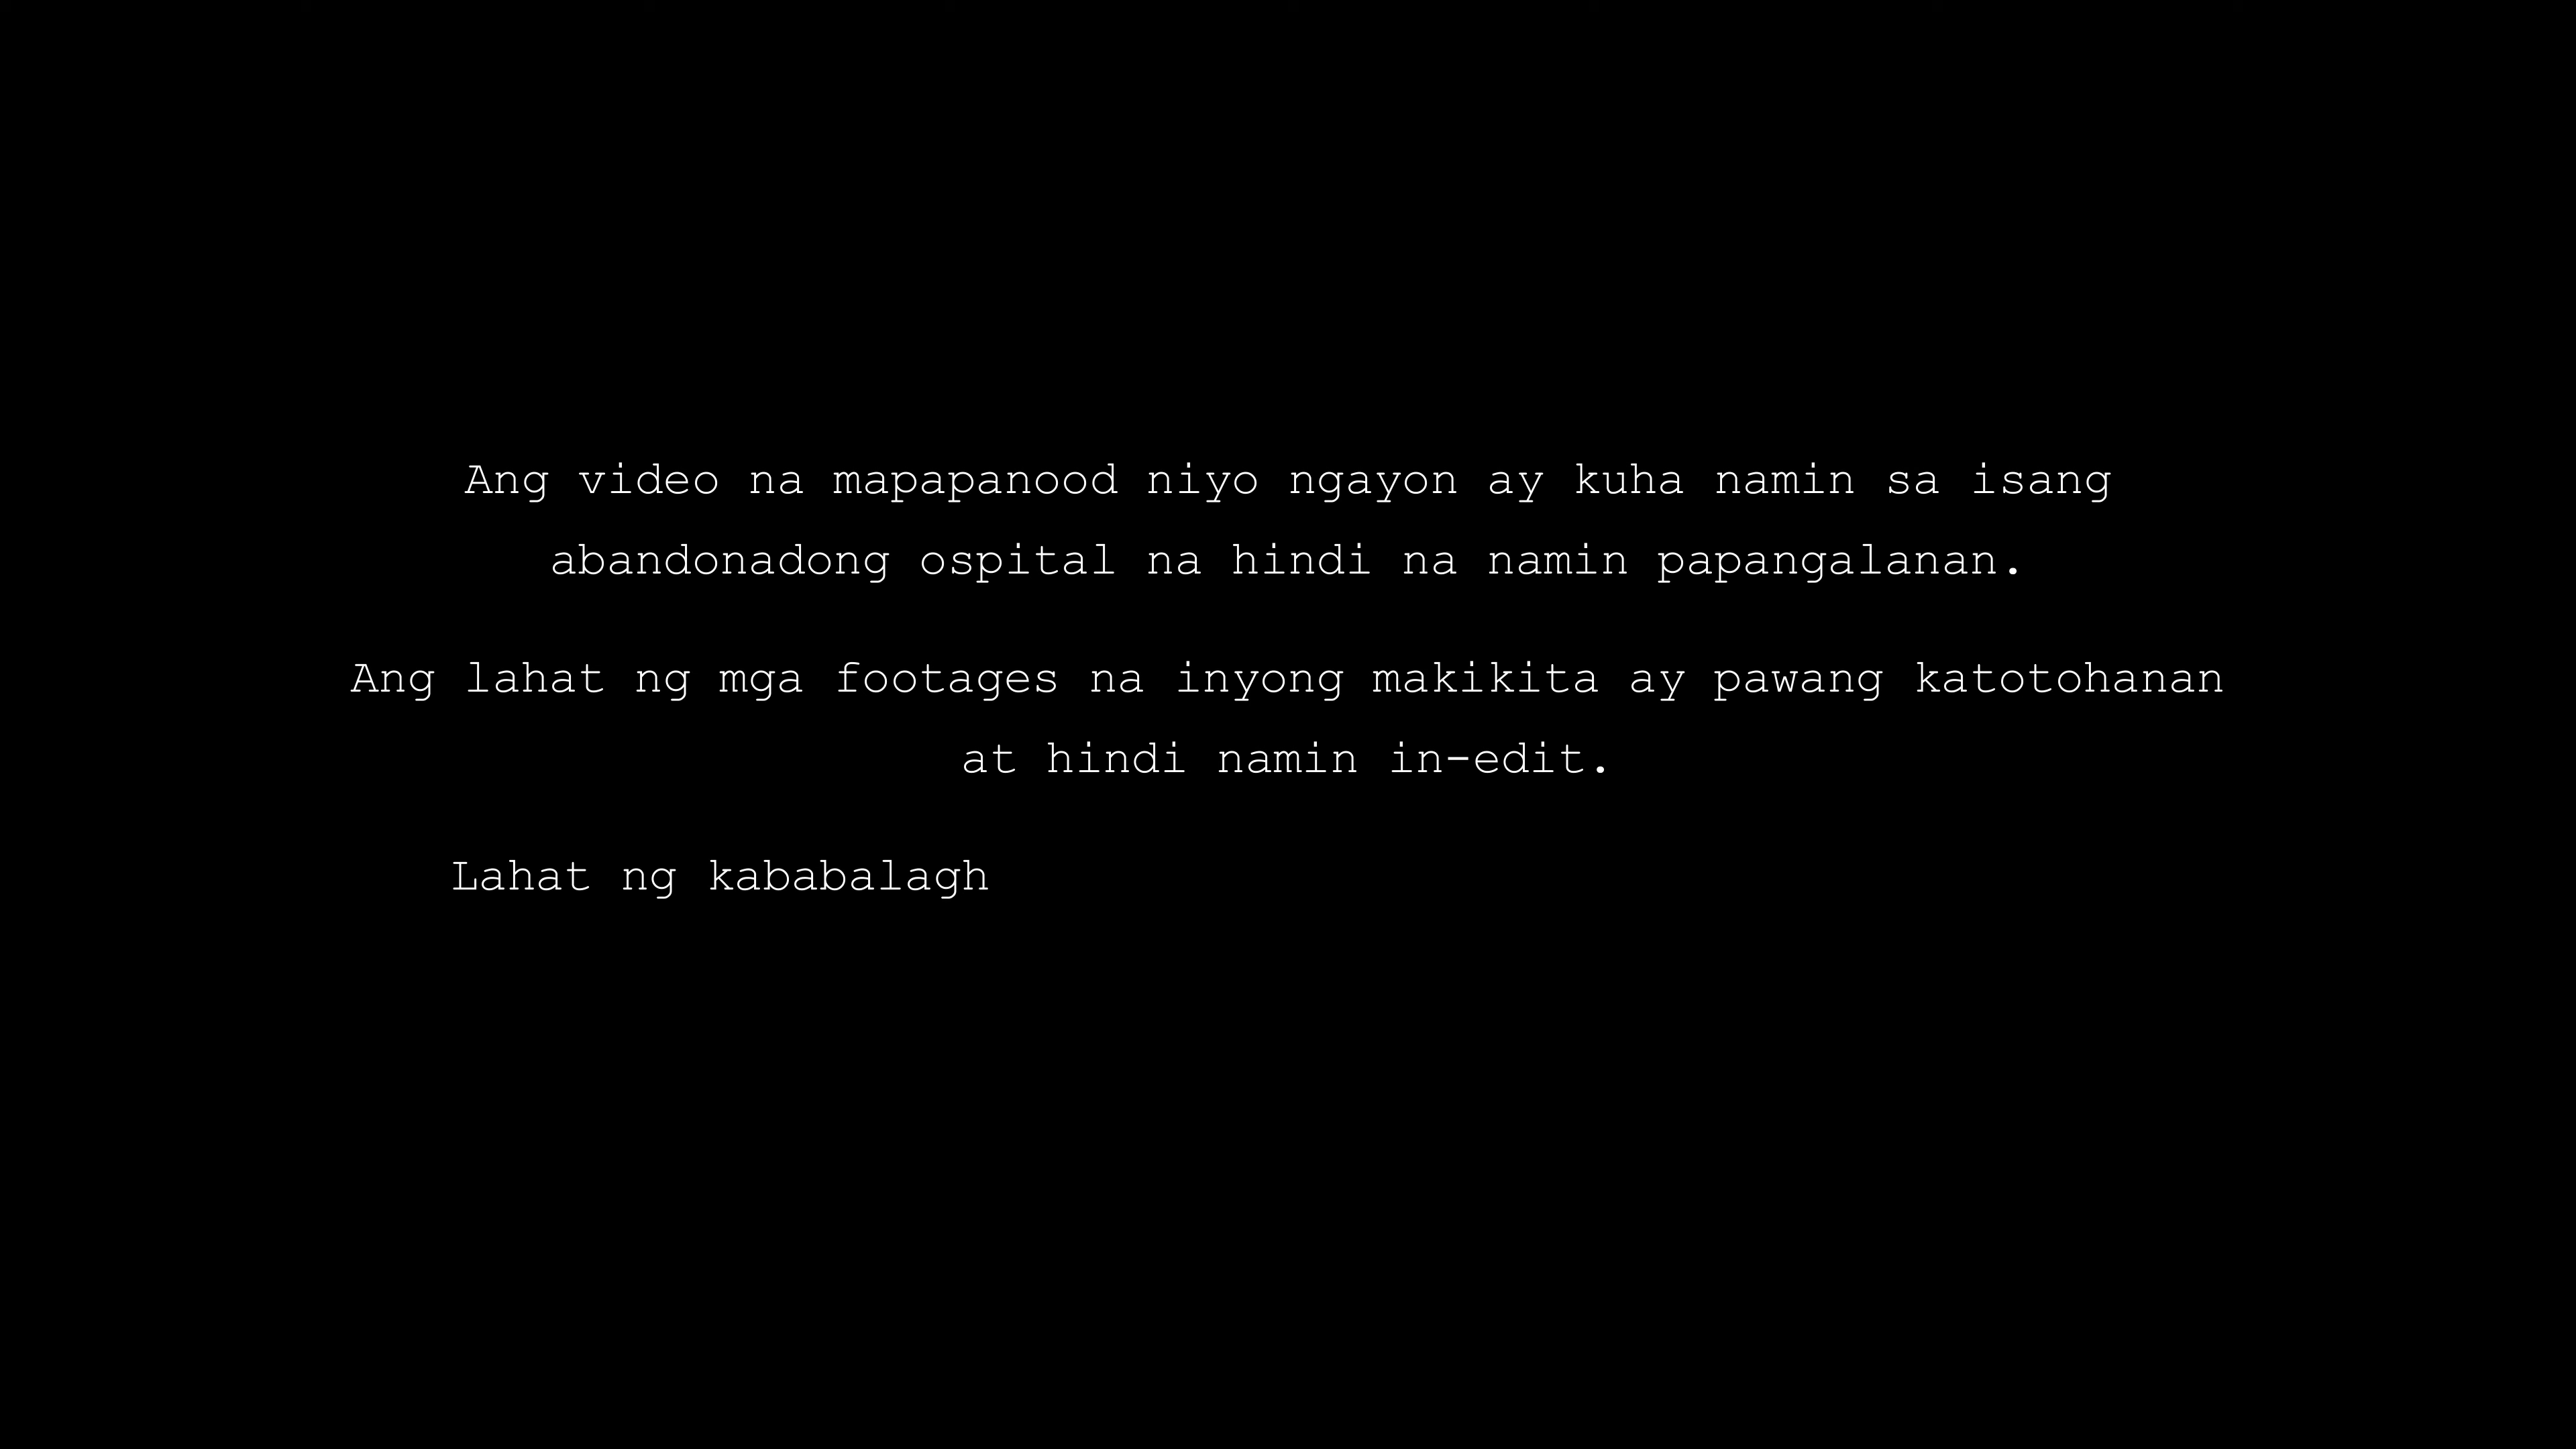 Ang video na mapapanood niyo ngayon ay kuha namin sa isang
abandonadong ospital na hindi na namin papangalanan.
Ang lahat ng mga footages na inyong makikita ay pawang katotohanan
at hindi namin in-edit.
Lahat ng kababalagh